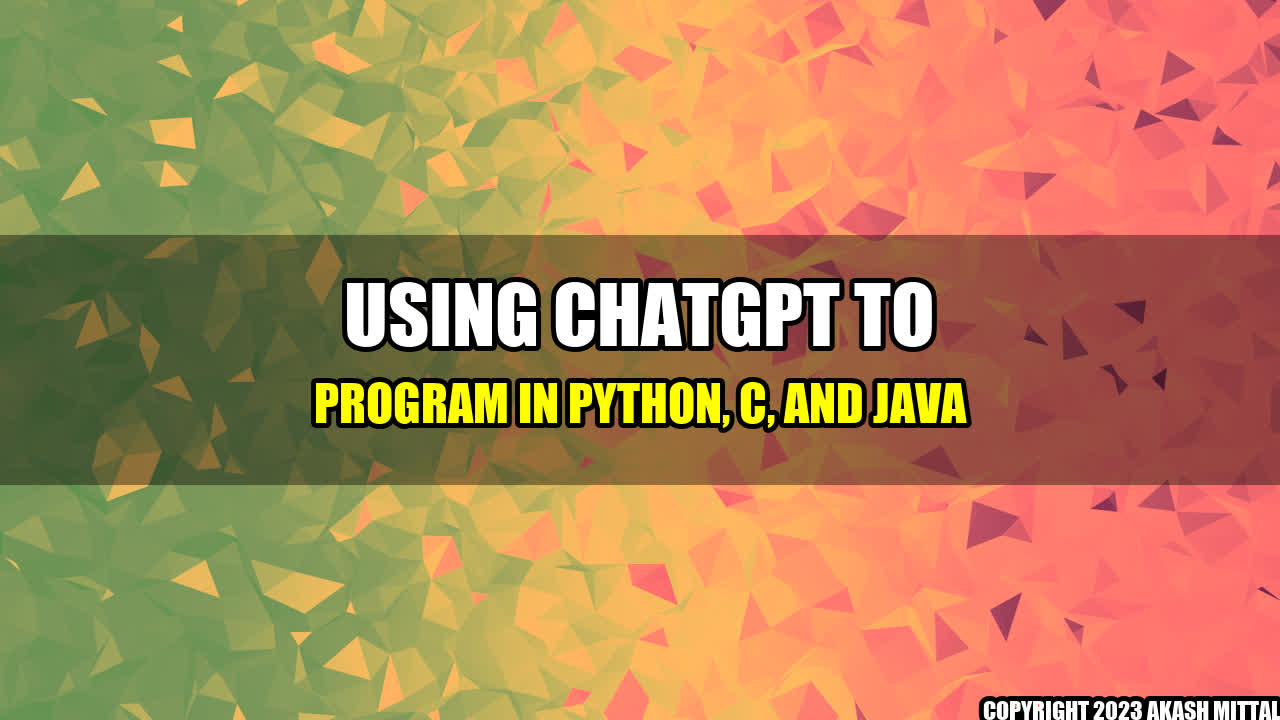 USING CHATGPT TO
PROGRAM IN PYTHON, C, AND JAVA
COPYRIGHT 2023 AKASH MITTAL